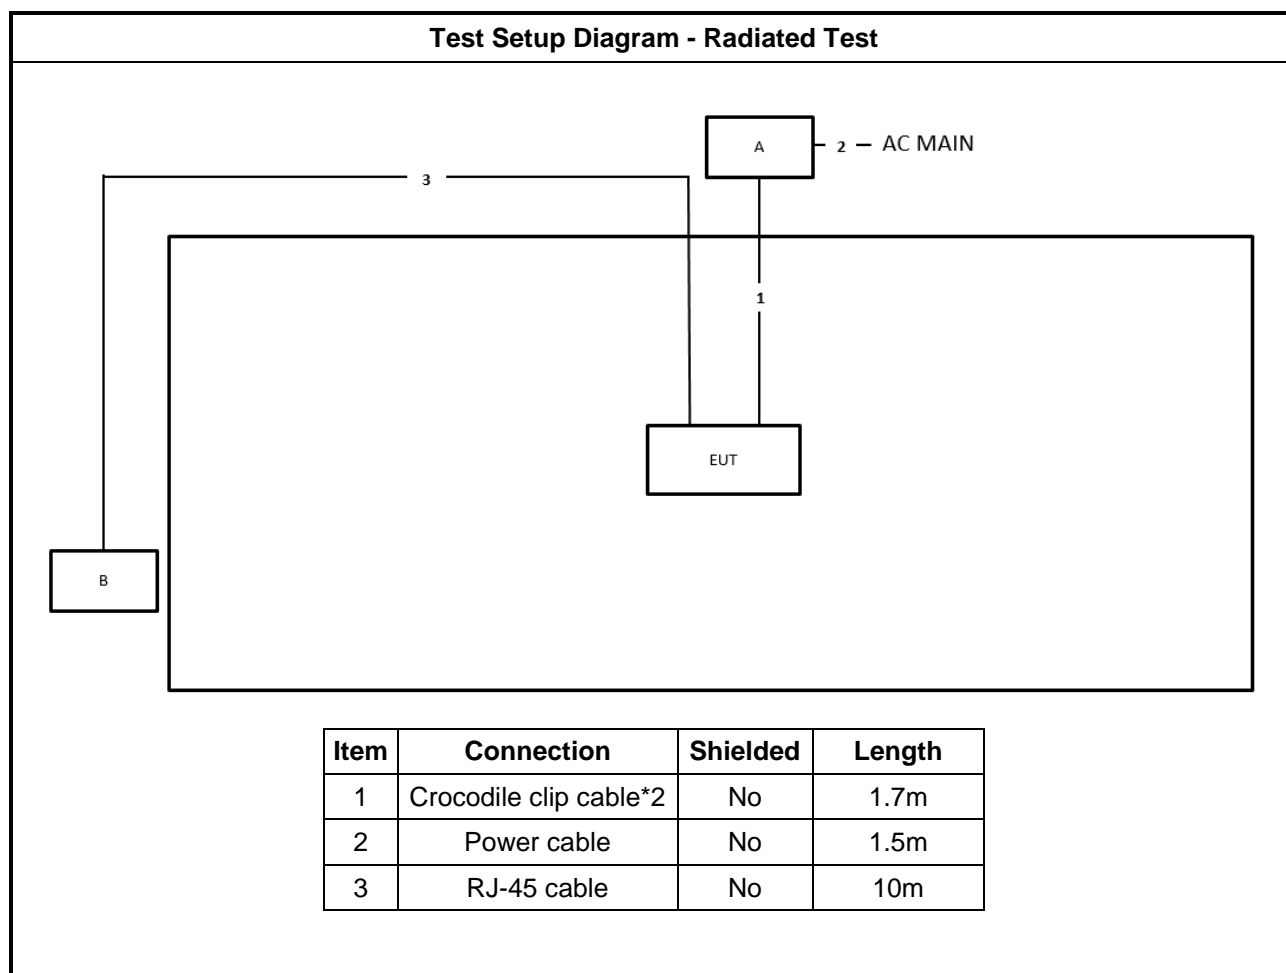 Test Setup Diagram - Radiated Test
A
2
AC MAIN
3
1
EUT
B
Item Connection Shielded Length
1 Crocodile clip cable*2 No 1.7m
2 Power cable No 1.5m
3 RJ-45 cable No 10m